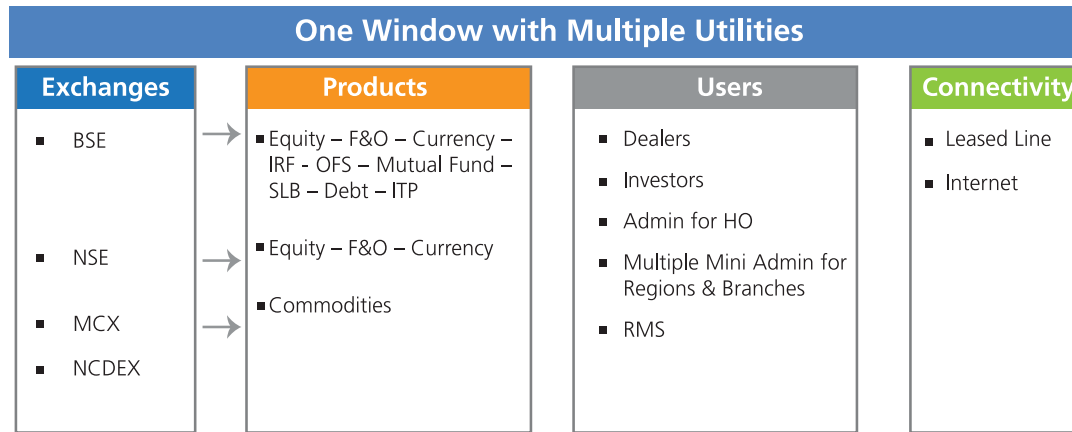 One Window with Multiple Utilities
Exchanges
▪ BSE
▪ NSE
▪ MCX
▪ NCDEX
Products
▪ Equity – F&O – Currency –
IRF - OFS – Mutual Fund –
SLB – Debt – ITP
▪ Equity – F&O – Currency
▪ Commodities
Users
▪ Dealers
▪ Investors
▪ Admin for HO
▪ Multiple Mini Admin for
Regions & Branches
▪ RMS
Connectivity
▪ Leased Line
▪ Internet